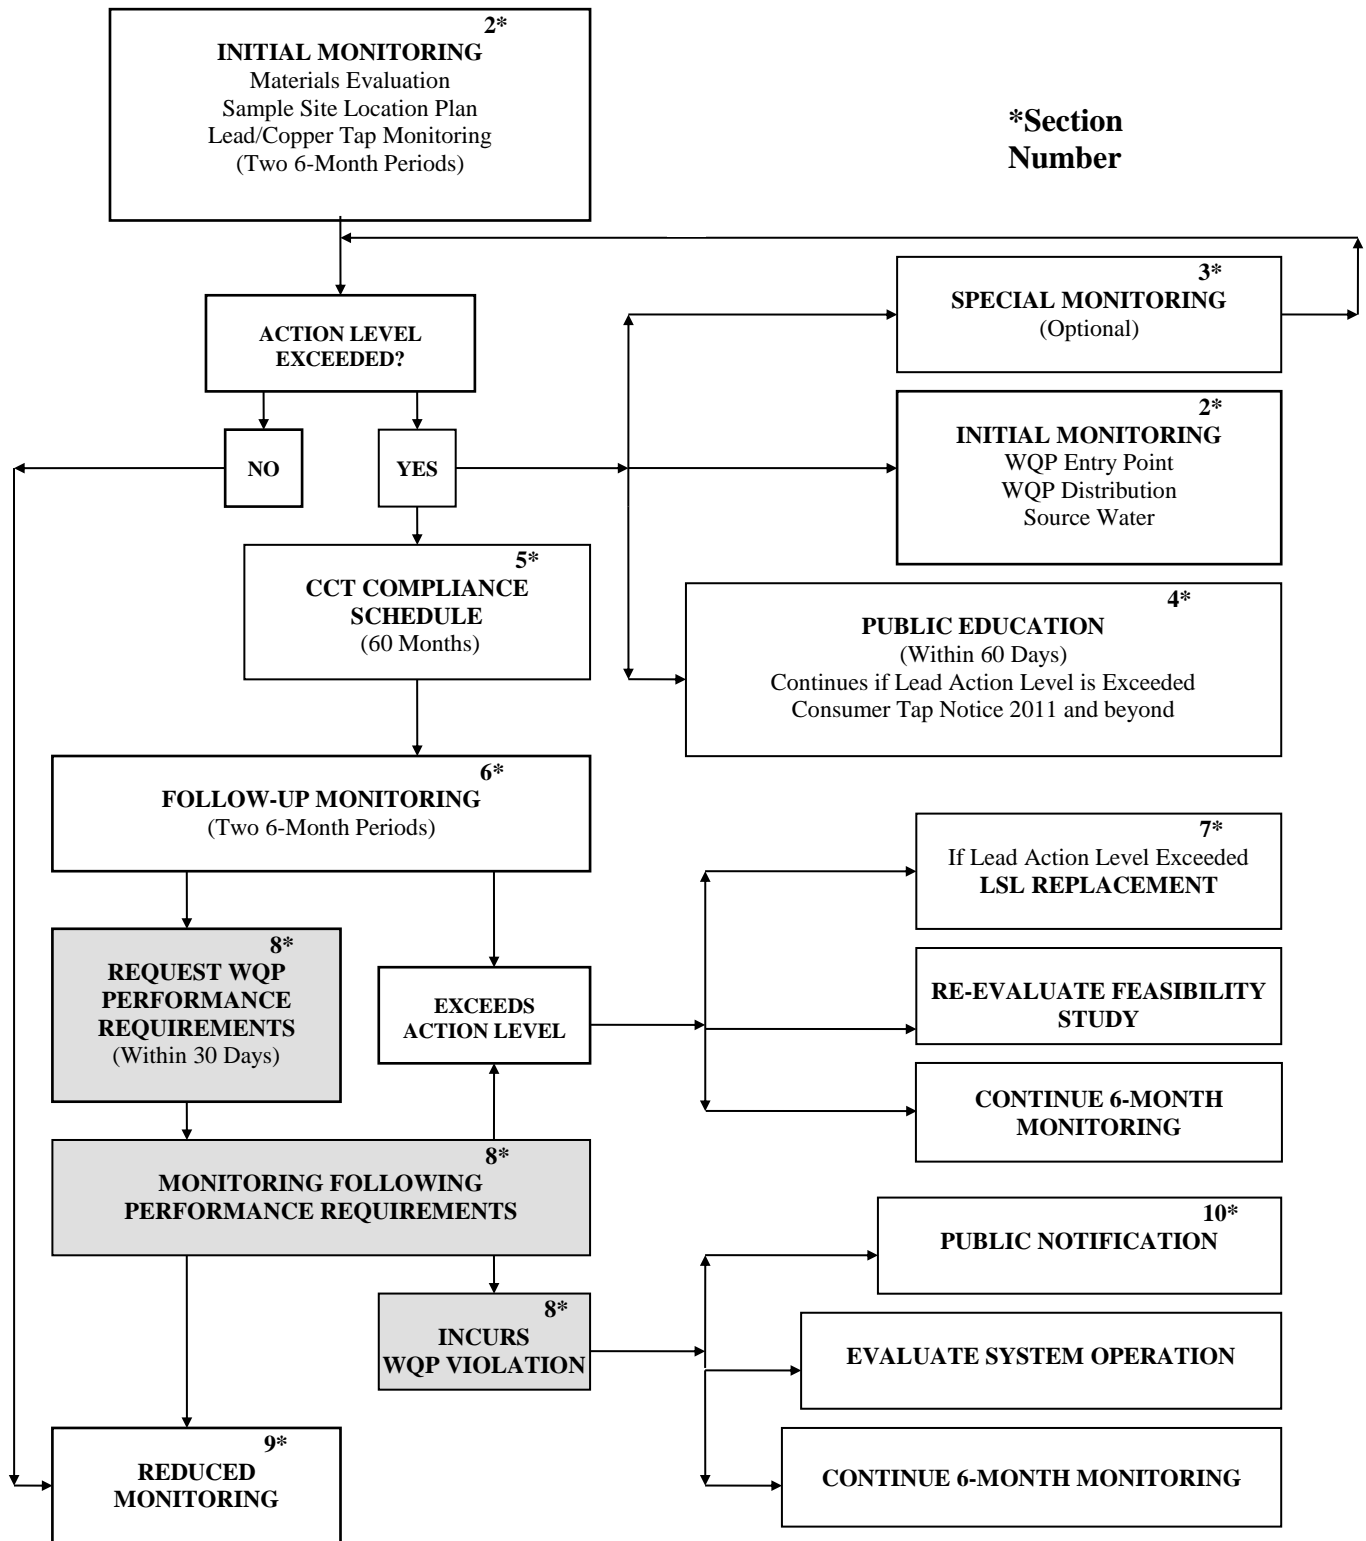 2*
INITIAL MONITORING
Materials Evaluation
Sample Site Location Plan
Lead/Copper Tap Monitoring
(Two 6-Month Periods)
*Section
Number
3*
SPECIAL MONITORING
(Optional)
ACTION LEVEL
EXCEEDED?
2*
INITIAL MONITORING
WQP Entry Point
WQP Distribution
Source Water
NO
YES
5*
CCT COMPLIANCE
SCHEDULE
(60 Months)
4*
PUBLIC EDUCATION
(Within 60 Days)
Continues if Lead Action Level is Exceeded
Consumer Tap Notice 2011 and beyond
6*
FOLLOW-UP MONITORING
(Two 6-Month Periods)
7*
If Lead Action Level Exceeded
LSL REPLACEMENT
8*
REQUEST WQP
PERFORMANCE
REQUIREMENTS
(Within 30 Days)
EXCEEDS
ACTION LEVEL
RE-EVALUATE FEASIBILITY
STUDY
CONTINUE 6-MONTH
MONITORING
8*
MONITORING FOLLOWING
PERFORMANCE REQUIREMENTS
10*
PUBLIC NOTIFICATION
8*
INCURS
WQP VIOLATION
EVALUATE SYSTEM OPERATION
9*
REDUCED
MONITORING
CONTINUE 6-MONTH MONITORING